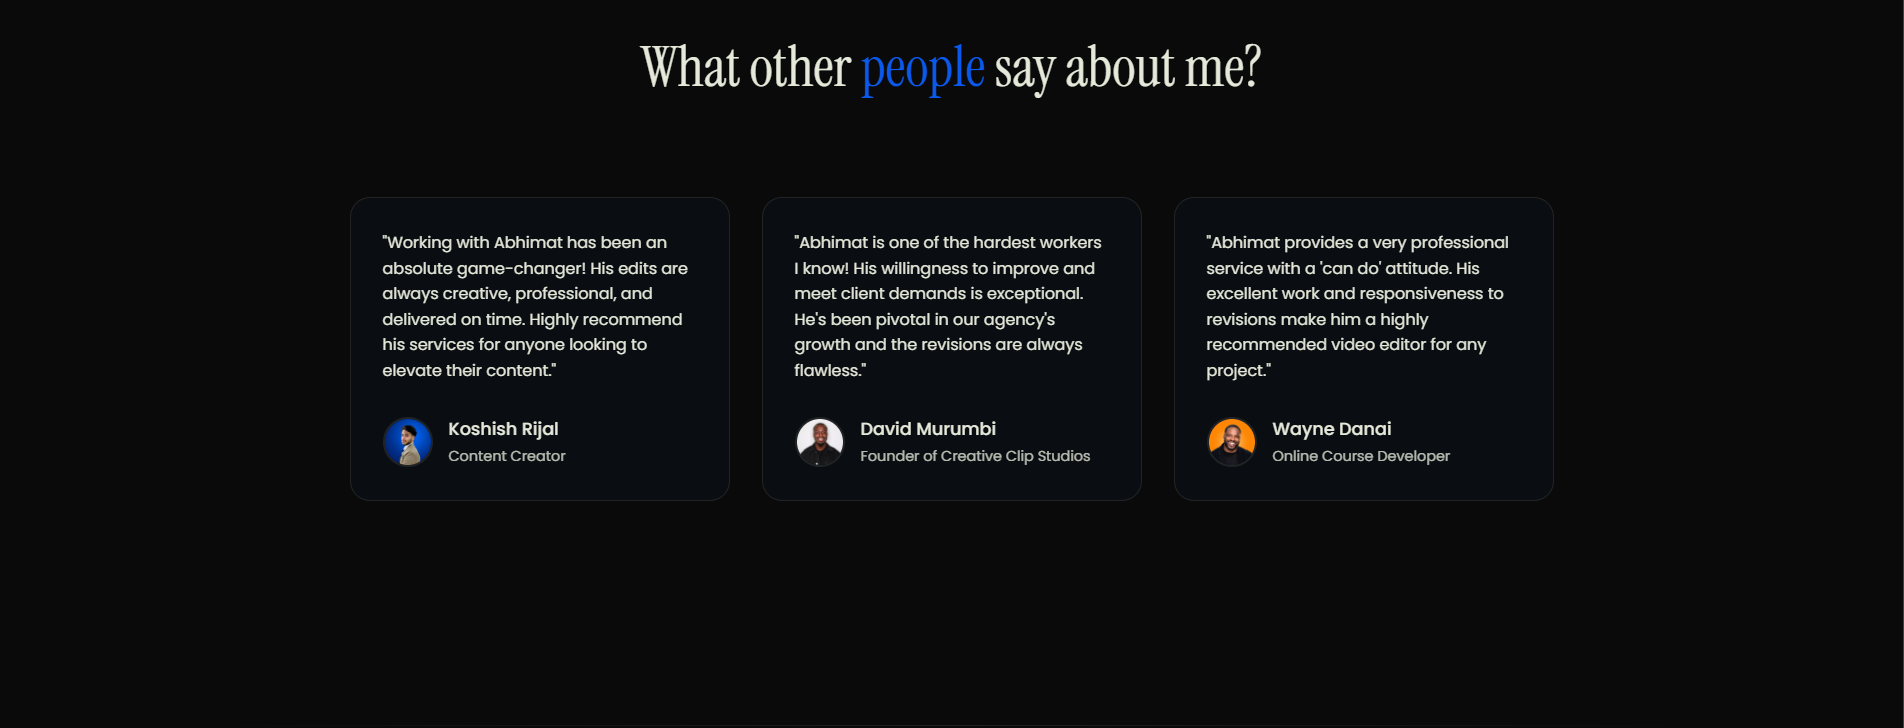 What other people say about me?
"Working with Abhimat has been an
absolute game-changer! His edits are
always creative, professional, and
delivered on time. Highly recommend
his services for anyone looking to
elevate their content."
Koshish Rijal
Content Creator
"Abhimat is one of the hardest workers
I know! His willingness to improve and
meet client demands is exceptional.
He's been pivotal in our agency's
growth and the revisions are always
flawless."
David Murumbi
Founder of Creative Clip Studios
"Abhimat provides a very professional
service with a 'can do' attitude. His
excellent work and responsiveness to
revisions make him a highly
recommended video editor for any
project."
Wayne Danai
Online Course Developer